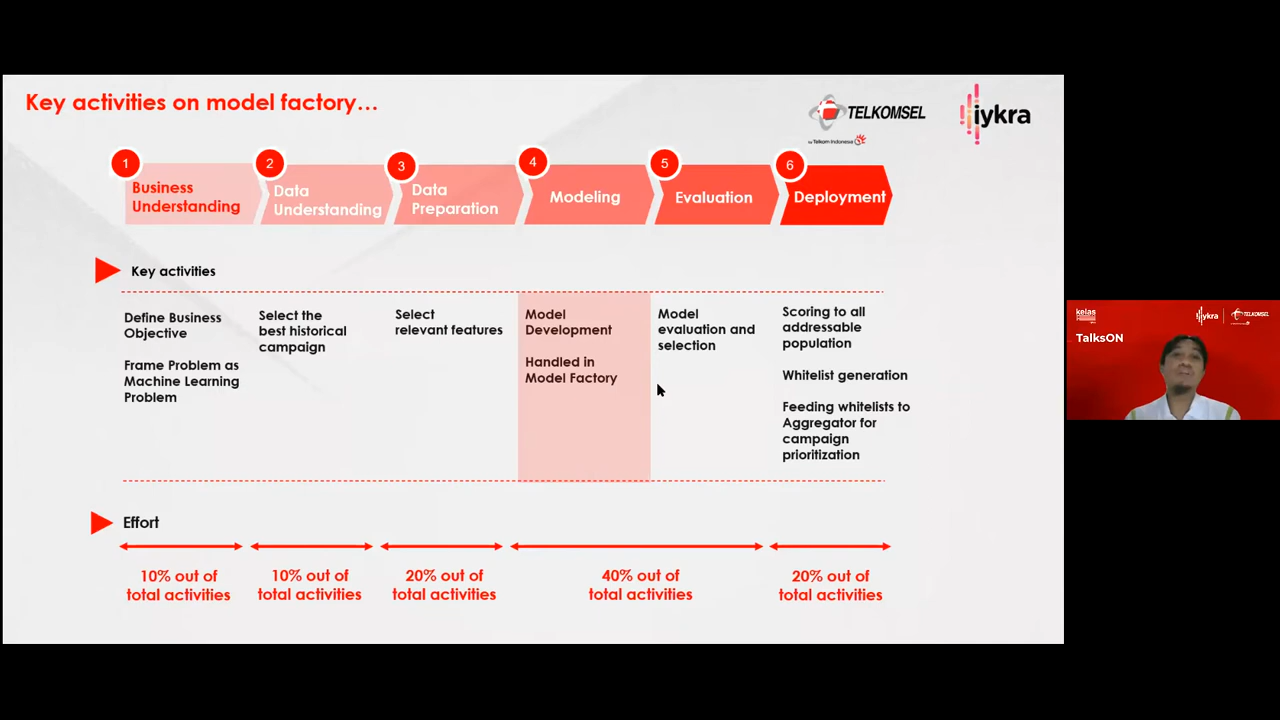 Key activities on model factory...
TELKOMSEL
by Telkom Indonesia
iykra
1
2
3
4
5
6
Business
Understanding
Data
Understanding
Data
Preparation
Modeling
Evaluation
Deployment
Key activities
Define Business
Objective
Frame Problem as
Machine Learning
Problem
Select the
best historical
campaign
Select
relevant features
Model
Development
Handled in
Model Factory
Model
evaluation and
selection
Scoring to all
addressable
population
Whitelist generation
Feeding whitelists to
Aggregator for
campaign
prioritization
Effort
10% out of
total activities
10% out of
total activities
20% out of
total activities
40% out of
total activities
20% out of
total activities
kelas
iykra
TELKOMSEL
TalksON